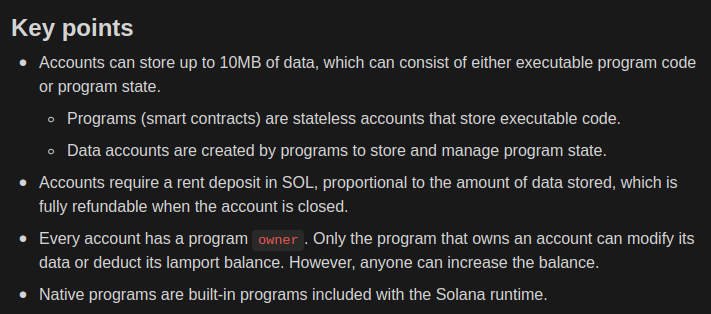 Key points
• Accounts can store up to 10MB of data, which can consist of either executable program code
or program state.
◦ Programs (smart contracts) are stateless accounts that store executable code.
◦ Data accounts are created by programs to store and manage program state.
• Accounts require a rent deposit in SOL, proportional to the amount of data stored, which is
fully refundable when the account is closed.
• Every account has a program owner. Only the program that owns an account can modify its
data or deduct its lamport balance. However, anyone can increase the balance.
• Native programs are built-in programs included with the Solana runtime.